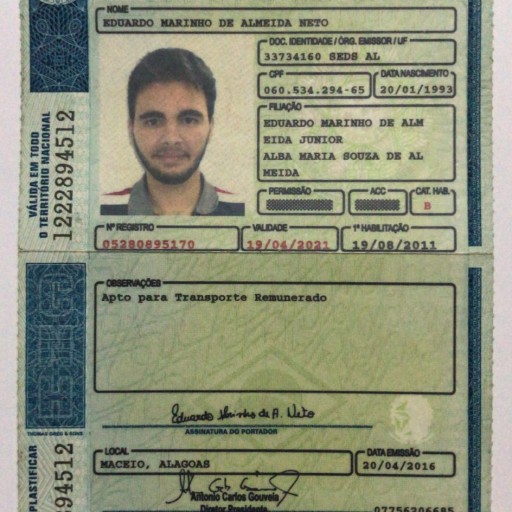 NOME
EDUARDO MARINHO DE ALMEIDA NETO
DOC. IDENTIDADE / ÓRG. EMISSOR / UF
33734160 SEDS AL
CPF
DATA NASCIMENTO
060.534.294-65
20/01/1993
FILIAÇÃO
EDUARDO MARINHO DE ALM
EIDA JUNIOR
ALBA MARIA SOUZA DE AL
MEIDA
PERMISSÃO
ACC
CAT. HAB.
B
Nº REGISTRO
VALIDADE
1ª HABILITAÇÃO
05280895170
19/04/2021
19/08/2011
VÁLIDA EM TODO
O TERRITÓRIO NACIONAL
1222894512
OBSERVAÇÕES
Apto para Transporte Remunerado
Eduardo Marinho de A. Neto
ASSINATURA DO PORTADOR
LOCAL
DATA EMISSÃO
MACEIO, ALAGOAS
20/04/2016
Antonio Carlos Gouveia
Diretor Presidente
07756206685
PLASTIFICAR
94512